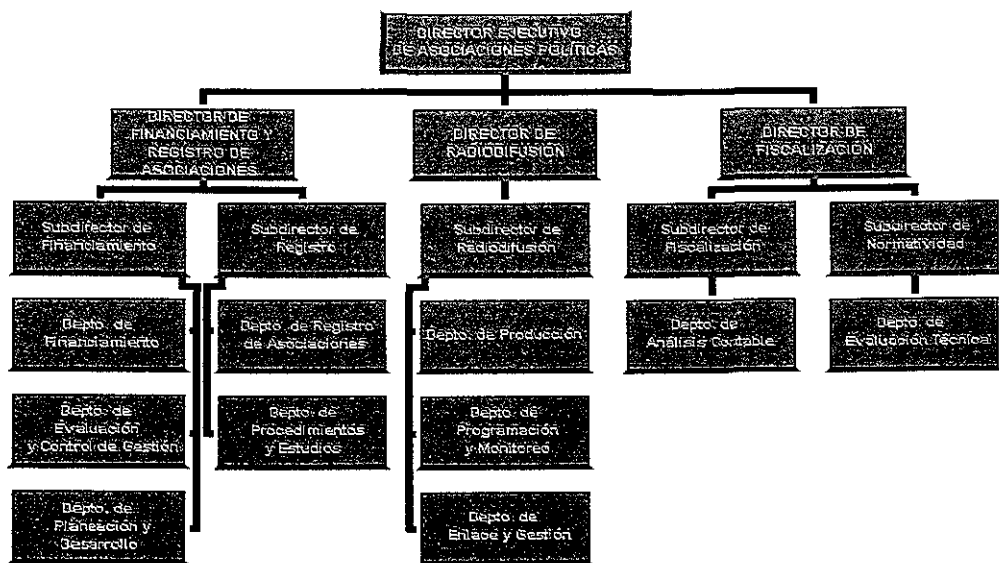 DIRECTOR EJECUTIVO
DE ASOCIACIONES POLÍTICAS
DIRECTOR DE
FINANCIAMIENTO Y
REGISTRO DE
ASOCIACIONES
DIRECTOR DE
RADIODIFUSIÓN
DIRECTOR DE
FISCALIZACIÓN
Subdirector de
Financiamiento
Subdirector de
Registro
Subdirector de
Radiodifusión
Subdirector de
Fiscalización
Subdirector de
Normatividad
Depto. de
Financiamiento
Depto. de Registro
de Asociaciones
Depto. de Producción
Depto. de
Análisis Contable
Depto. de
Evaluación Técnica
Depto. de
Evaluación
y Control de Gestión
Depto. de
Procedimientos
y Estudios
Depto. de
Programación
y Monitoreo
Depto. de
Planeación y
Desarrollo
Depto. de
Enlace y Gestión